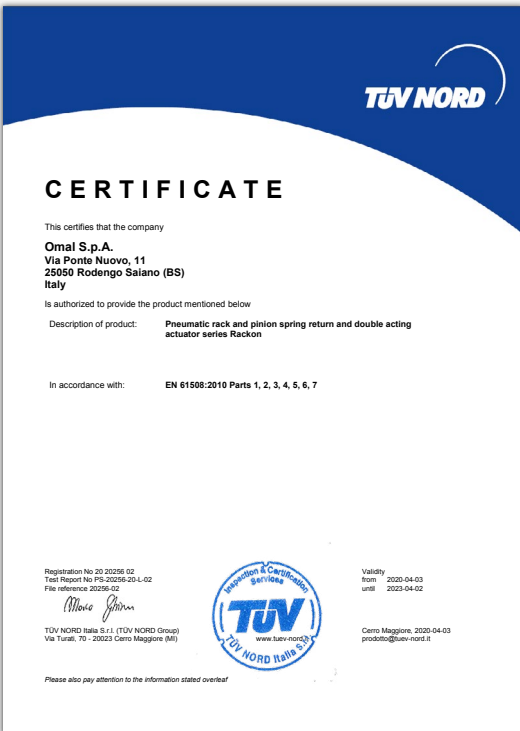 TÜV NORD
CERTIFICATE
This certifies that the company
Omal S.p.A.
Via Ponte Nuovo, 11
25050 Rodengo Saiano (BS)
Italy
Is authorized to provide the product mentioned below
Description of product: Pneumatic rack and pinion spring return and double acting
actuator series Rackon
In accordance with: EN 61508:2010 Parts 1, 2, 3, 4, 5, 6, 7
Registration No 20 20256 02
Test Report No PS-20256-20-L-02
File reference 20256-02
TÜV NORD Italia S.r.l. (TÜV NORD Group)
Via Turati, 70 - 20023 Cerro Maggiore (MI)
Inspection & Certification
Services
TÜV
www.tuev-nord.it
TÜV NORD Italia S.r.l.
Validity
from 2020-04-03
until 2023-04-02
Cerro Maggiore, 2020-04-03
prodotto@tuev-nord.it
Please also pay attention to the information stated overleaf